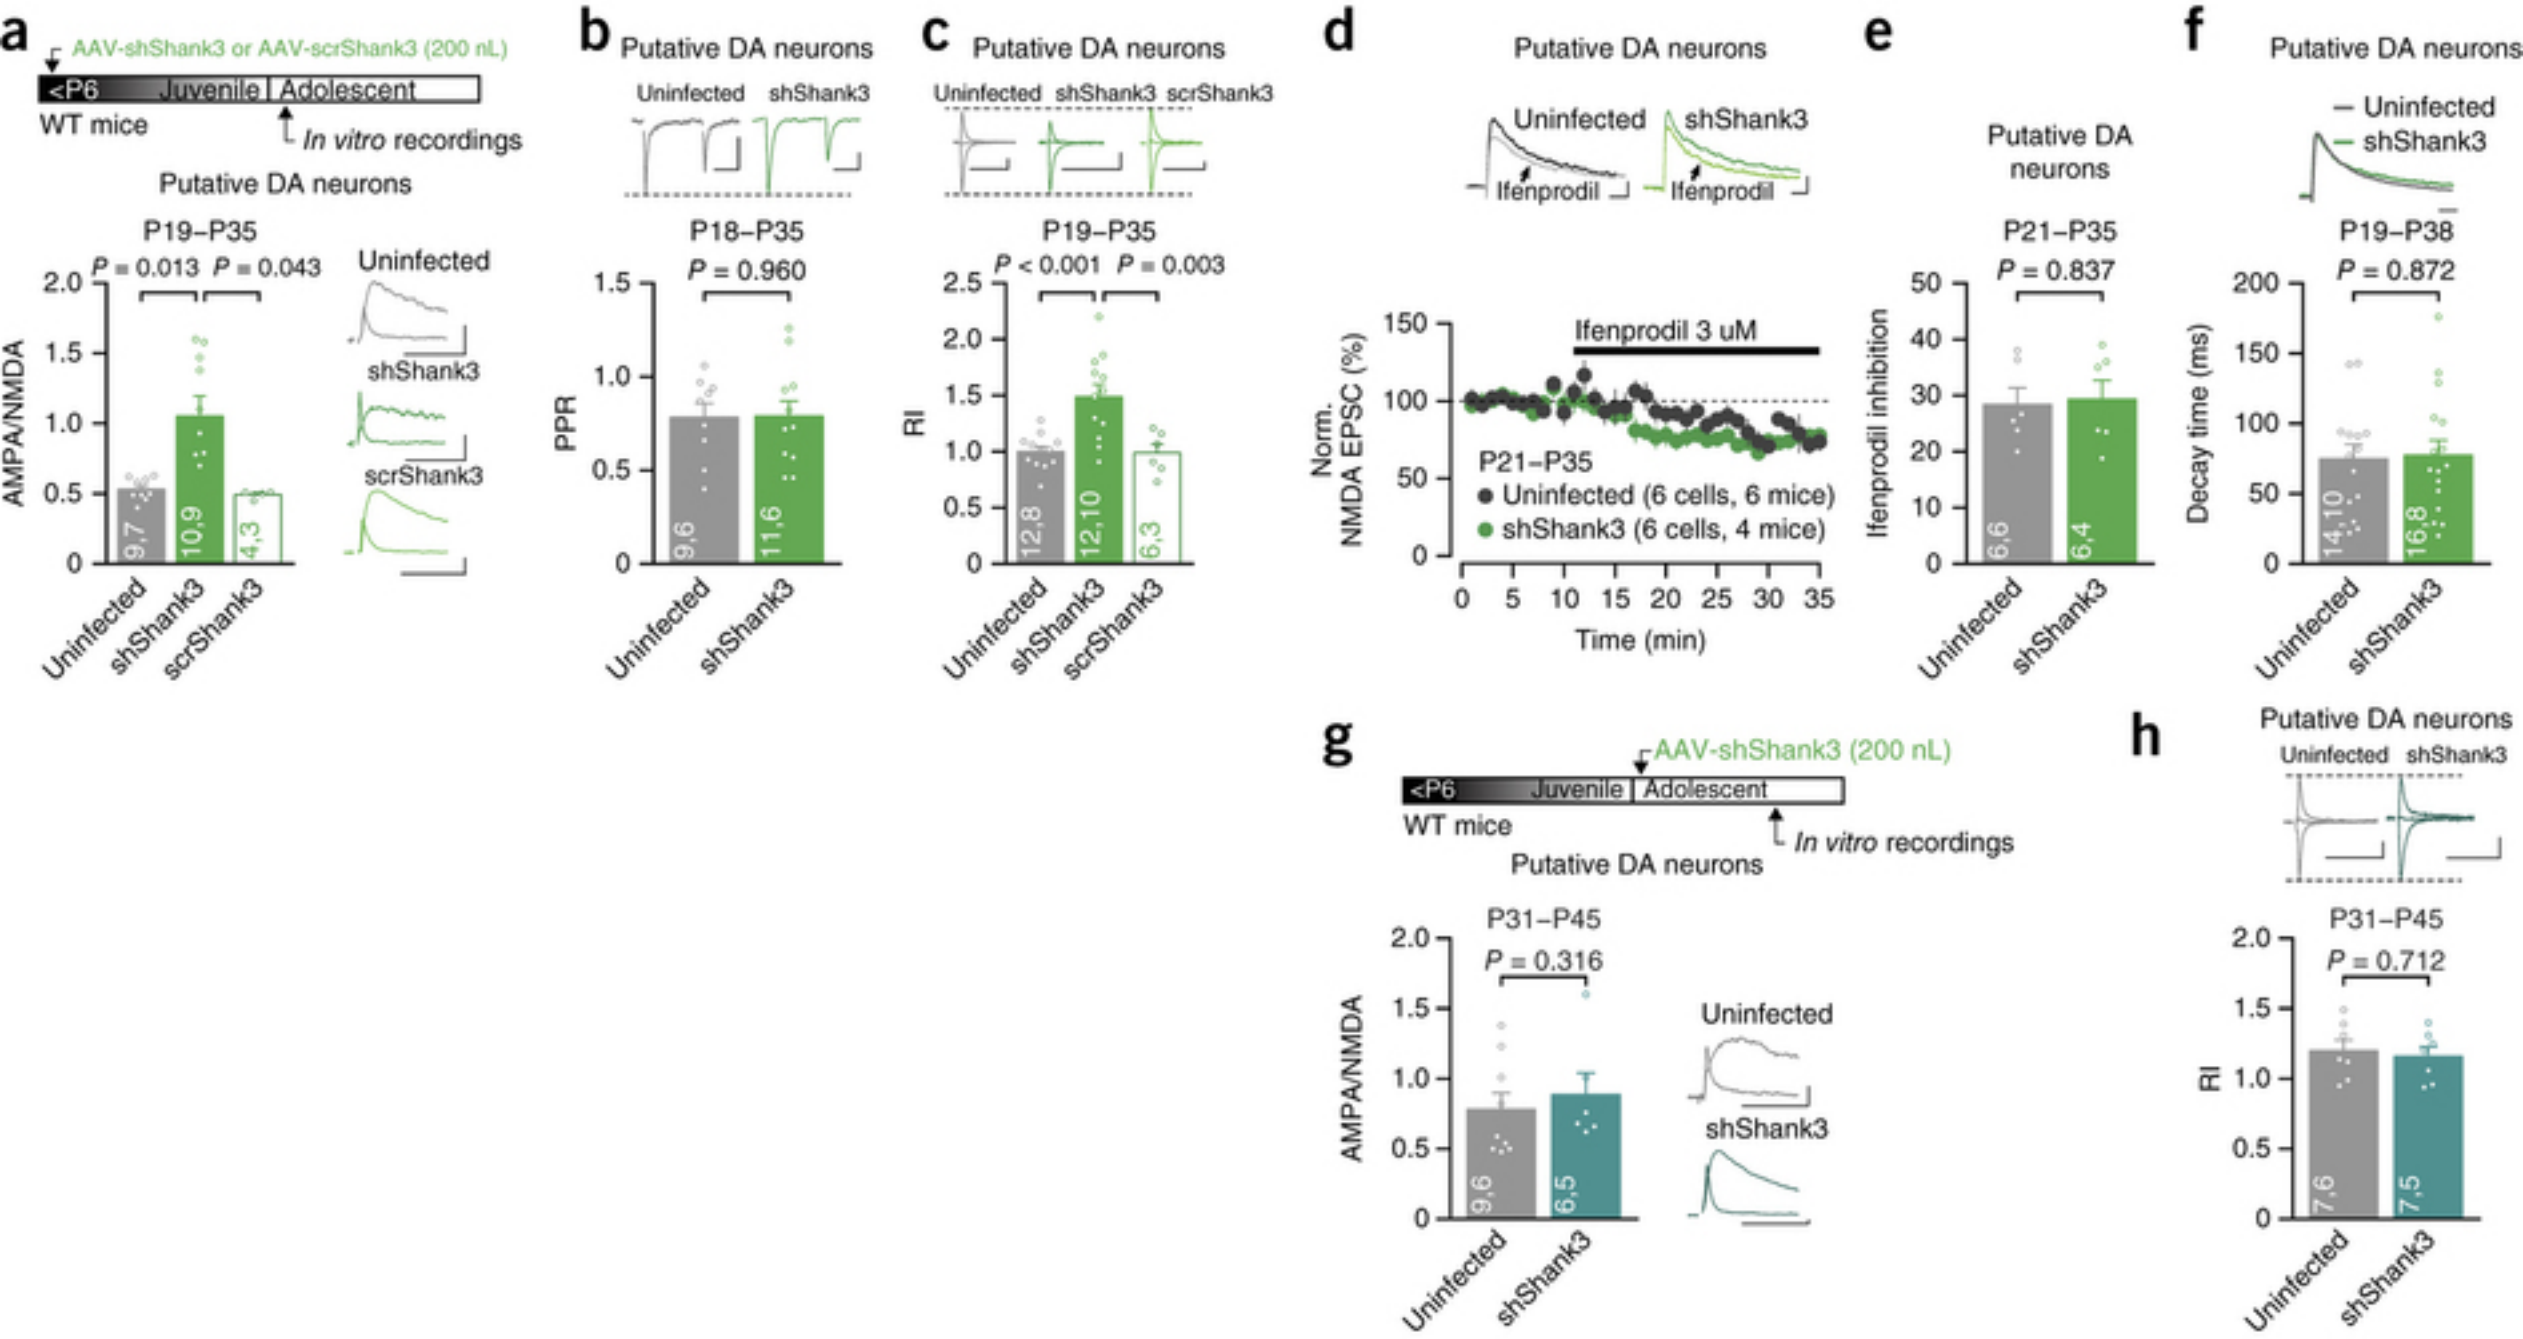 a
AAV-shShank3 or AAV-scrShank3 (200 nL)
<P6 Juvenile Adolescent
WT mice
In vitro recordings
Putative DA neurons
P19–P35
P = 0.013 P = 0.043
AMPA/NMDA
2.0
1.5
1.0
0.5
0
9,7
10,9
4,3
Uninfected
shShank3
scrShank3
Uninfected
shShank3
scrShank3
b
Putative DA neurons
Uninfected shShank3
P18–P35
P = 0.960
PPR
1.5
1.0
0.5
0
9,6
11,6
Uninfected
shShank3
c
Putative DA neurons
Uninfected shShank3 scrShank3
P19–P35
P < 0.001 P = 0.003
RI
2.5
2.0
1.5
1.0
0.5
0
12,8
12,10
6,3
Uninfected
shShank3
scrShank3
d
Putative DA neurons
Uninfected shShank3
Ifenprodil Ifenprodil
Norm.
NMDA EPSC (%)
150
100
50
0
Ifenprodil 3 uM
P21–P35
Uninfected (6 cells, 6 mice)
shShank3 (6 cells, 4 mice)
0 5 10 15 20 25 30 35
Time (min)
e
Putative DA
neurons
P21–P35
P = 0.837
Ifenprodil inhibition
50
40
30
20
10
0
6,6
6,4
Uninfected
shShank3
f
Putative DA neurons
Uninfected
shShank3
P19–P38
P = 0.872
Decay time (ms)
200
150
100
50
0
14,10
16,8
Uninfected
shShank3
g
AAV-shShank3 (200 nL)
<P6 Juvenile Adolescent
WT mice
In vitro recordings
Putative DA neurons
P31–P45
P = 0.316
AMPA/NMDA
2.0
1.5
1.0
0.5
0
9,6
6,5
Uninfected
shShank3
Uninfected
shShank3
h
Putative DA neurons
Uninfected shShank3
P31–P45
P = 0.712
RI
2.0
1.5
1.0
0.5
0
7,6
7,5
Uninfected
shShank3